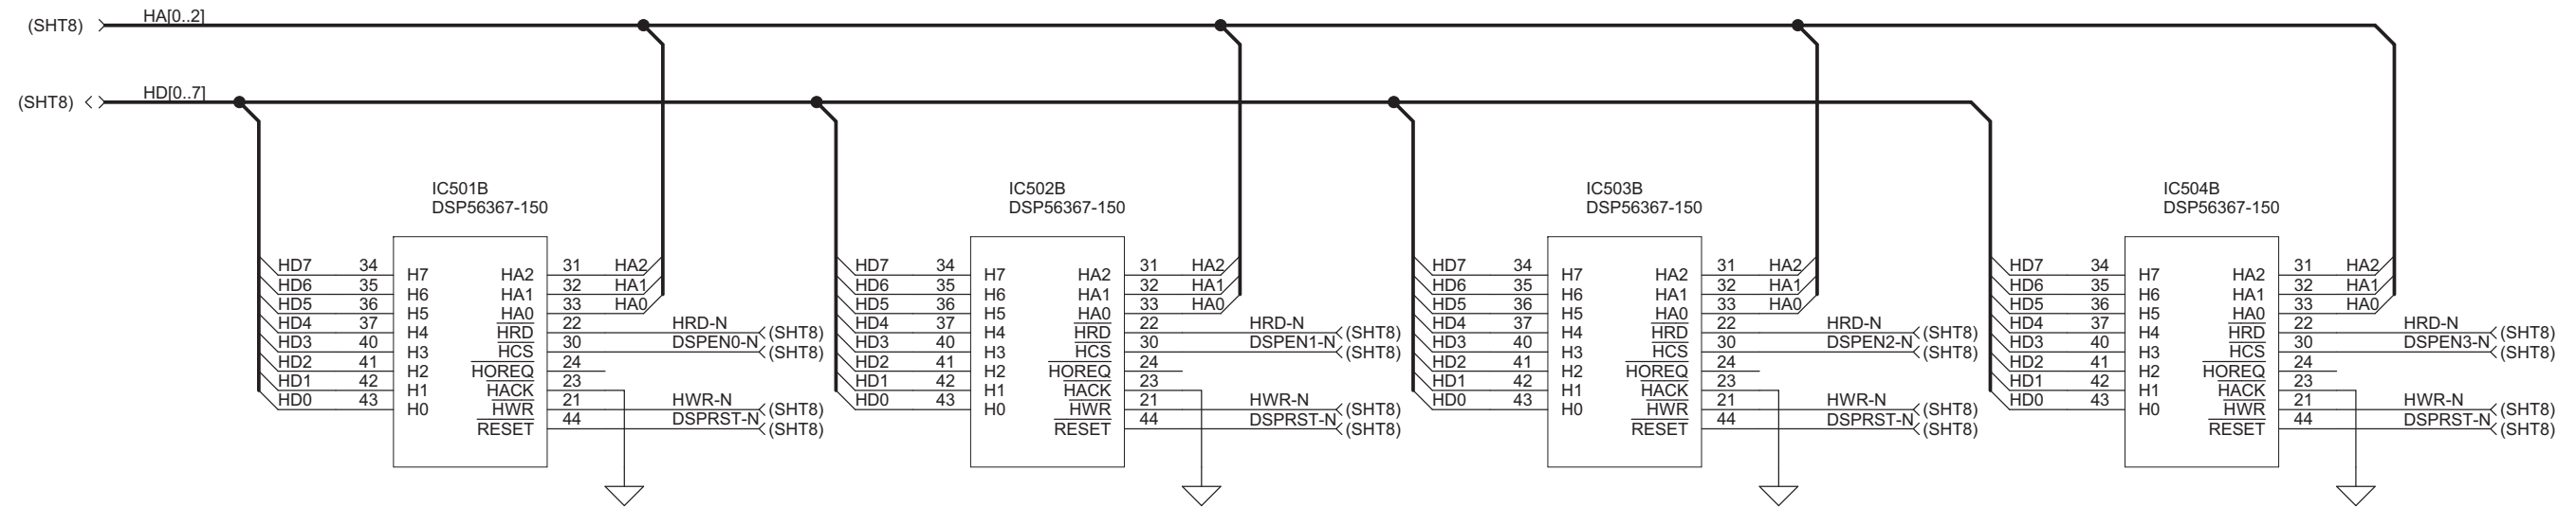 (SHT8) HA[0..2]
(SHT8) HD[0..7]
IC501B
DSP56367-150
HD7 34 H7 HA2 31 HA2
HD6 35 H6 HA1 32 HA1
HD5 36 H5 HA0 33 HA0
HD4 37 H4 HRD 22 HRD-N (SHT8)
HD3 40 H3 HCS 30 DSPEN0-N (SHT8)
HD2 41 H2 HOREQ 24
HD1 42 H1 HACK 23
HD0 43 H0 HWR 21 HWR-N (SHT8)
RESET 44 DSPRST-N (SHT8)
IC502B
DSP56367-150
HD7 34 H7 HA2 31 HA2
HD6 35 H6 HA1 32 HA1
HD5 36 H5 HA0 33 HA0
HD4 37 H4 HRD 22 HRD-N (SHT8)
HD3 40 H3 HCS 30 DSPEN1-N (SHT8)
HD2 41 H2 HOREQ 24
HD1 42 H1 HACK 23
HD0 43 H0 HWR 21 HWR-N (SHT8)
RESET 44 DSPRST-N (SHT8)
IC503B
DSP56367-150
HD7 34 H7 HA2 31 HA2
HD6 35 H6 HA1 32 HA1
HD5 36 H5 HA0 33 HA0
HD4 37 H4 HRD 22 HRD-N (SHT8)
HD3 40 H3 HCS 30 DSPEN2-N (SHT8)
HD2 41 H2 HOREQ 24
HD1 42 H1 HACK 23
HD0 43 H0 HWR 21 HWR-N (SHT8)
RESET 44 DSPRST-N (SHT8)
IC504B
DSP56367-150
HD7 34 H7 HA2 31 HA2
HD6 35 H6 HA1 32 HA1
HD5 36 H5 HA0 33 HA0
HD4 37 H4 HRD 22 HRD-N (SHT8)
HD3 40 H3 HCS 30 DSPEN3-N (SHT8)
HD2 41 H2 HOREQ 24
HD1 42 H1 HACK 23
HD0 43 H0 HWR 21 HWR-N (SHT8)
RESET 44 DSPRST-N (SHT8)